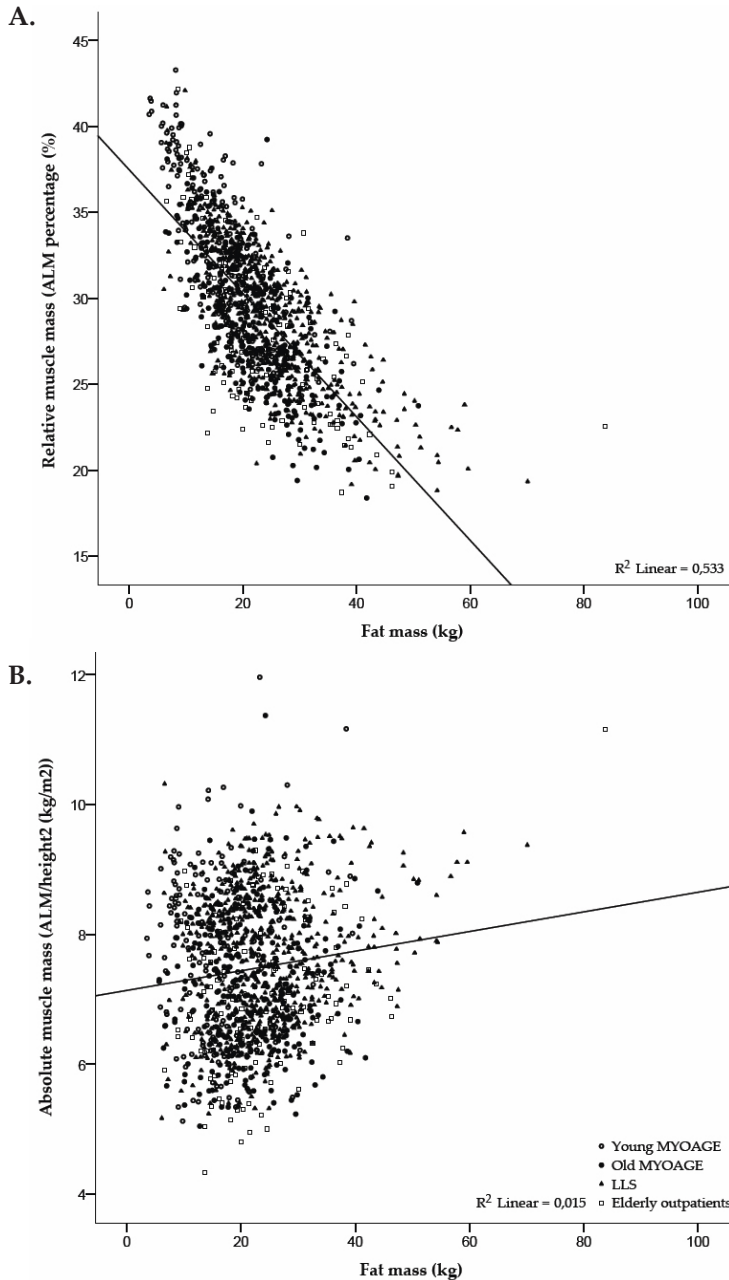 A.
45
40
35
30
25
20
15
Relative muscle mass (ALM percentage (%)
R2 Linear = 0,533
0 20 40 60 80 100
Fat mass (kg)
B.
12
10
8
6
4
Absolute muscle mass (ALM/height2 (kg/m2))
Young MYOAGE
Old MYOAGE
LLS
R2 Linear = 0,015
Elderly outpatients
0 20 40 60 80 100
Fat mass (kg)